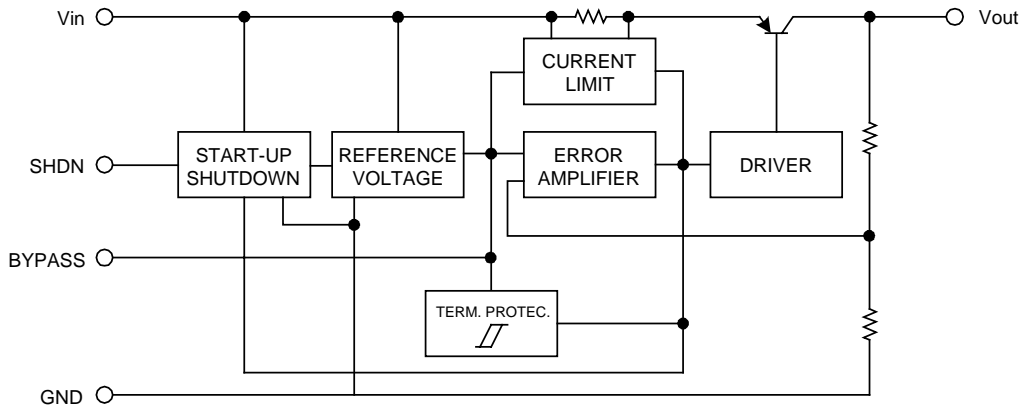 Vin
Vout
CURRENT
LIMIT
SHDN
START-UP
SHUTDOWN
REFERENCE
VOLTAGE
ERROR
AMPLIFIER
DRIVER
BYPASS
TERM. PROTEC.
GND